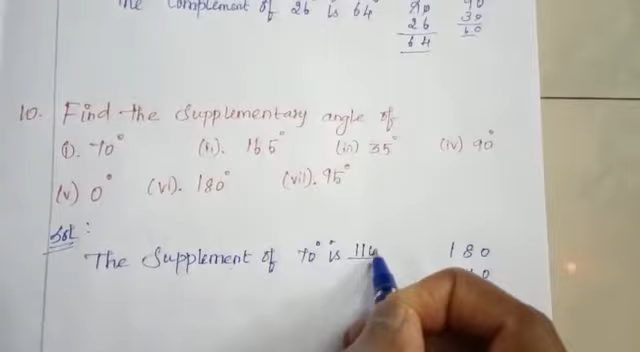 The Complement of 26° is 64°
90
26
64
90
30
60
10. Find the Supplementary angle of
(i). 70° (ii). 165° (iii) 35° (iv) 90°
(v) 0° (vi). 180° (vii). 95°
Sol:
The Supplement of 70° is 110
180